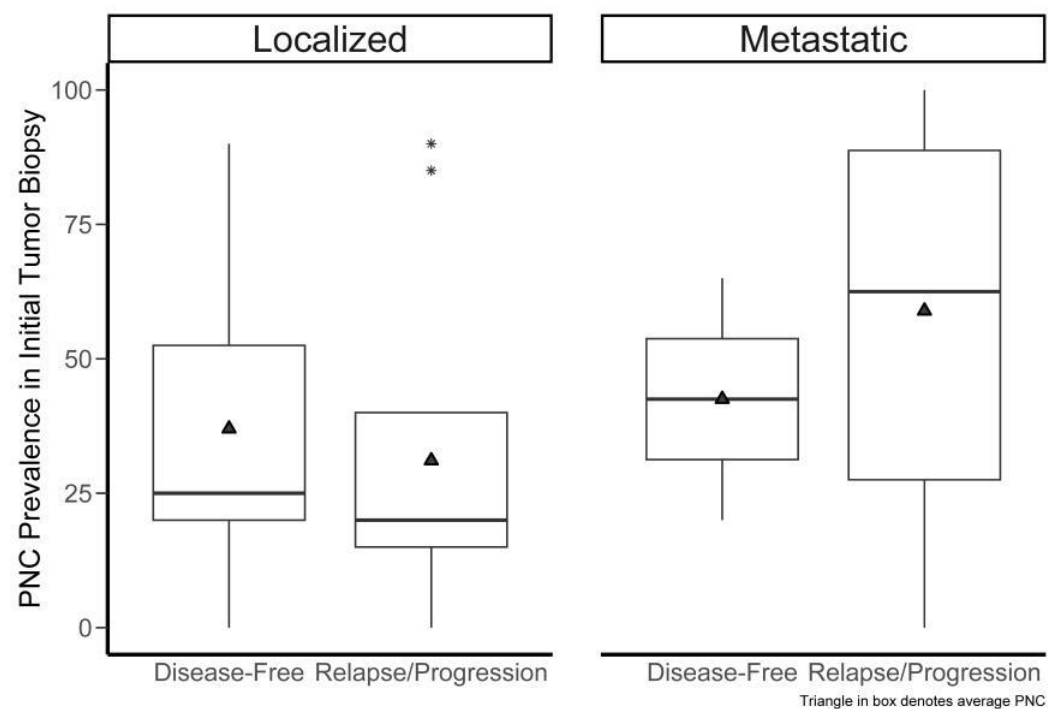 Localized
Metastatic
PNC Prevalence in Initial Tumor Biopsy
100
75
50
25
0
Disease-Free Relapse/Progression
Disease-Free Relapse/Progression
Triangle in box denotes average PNC